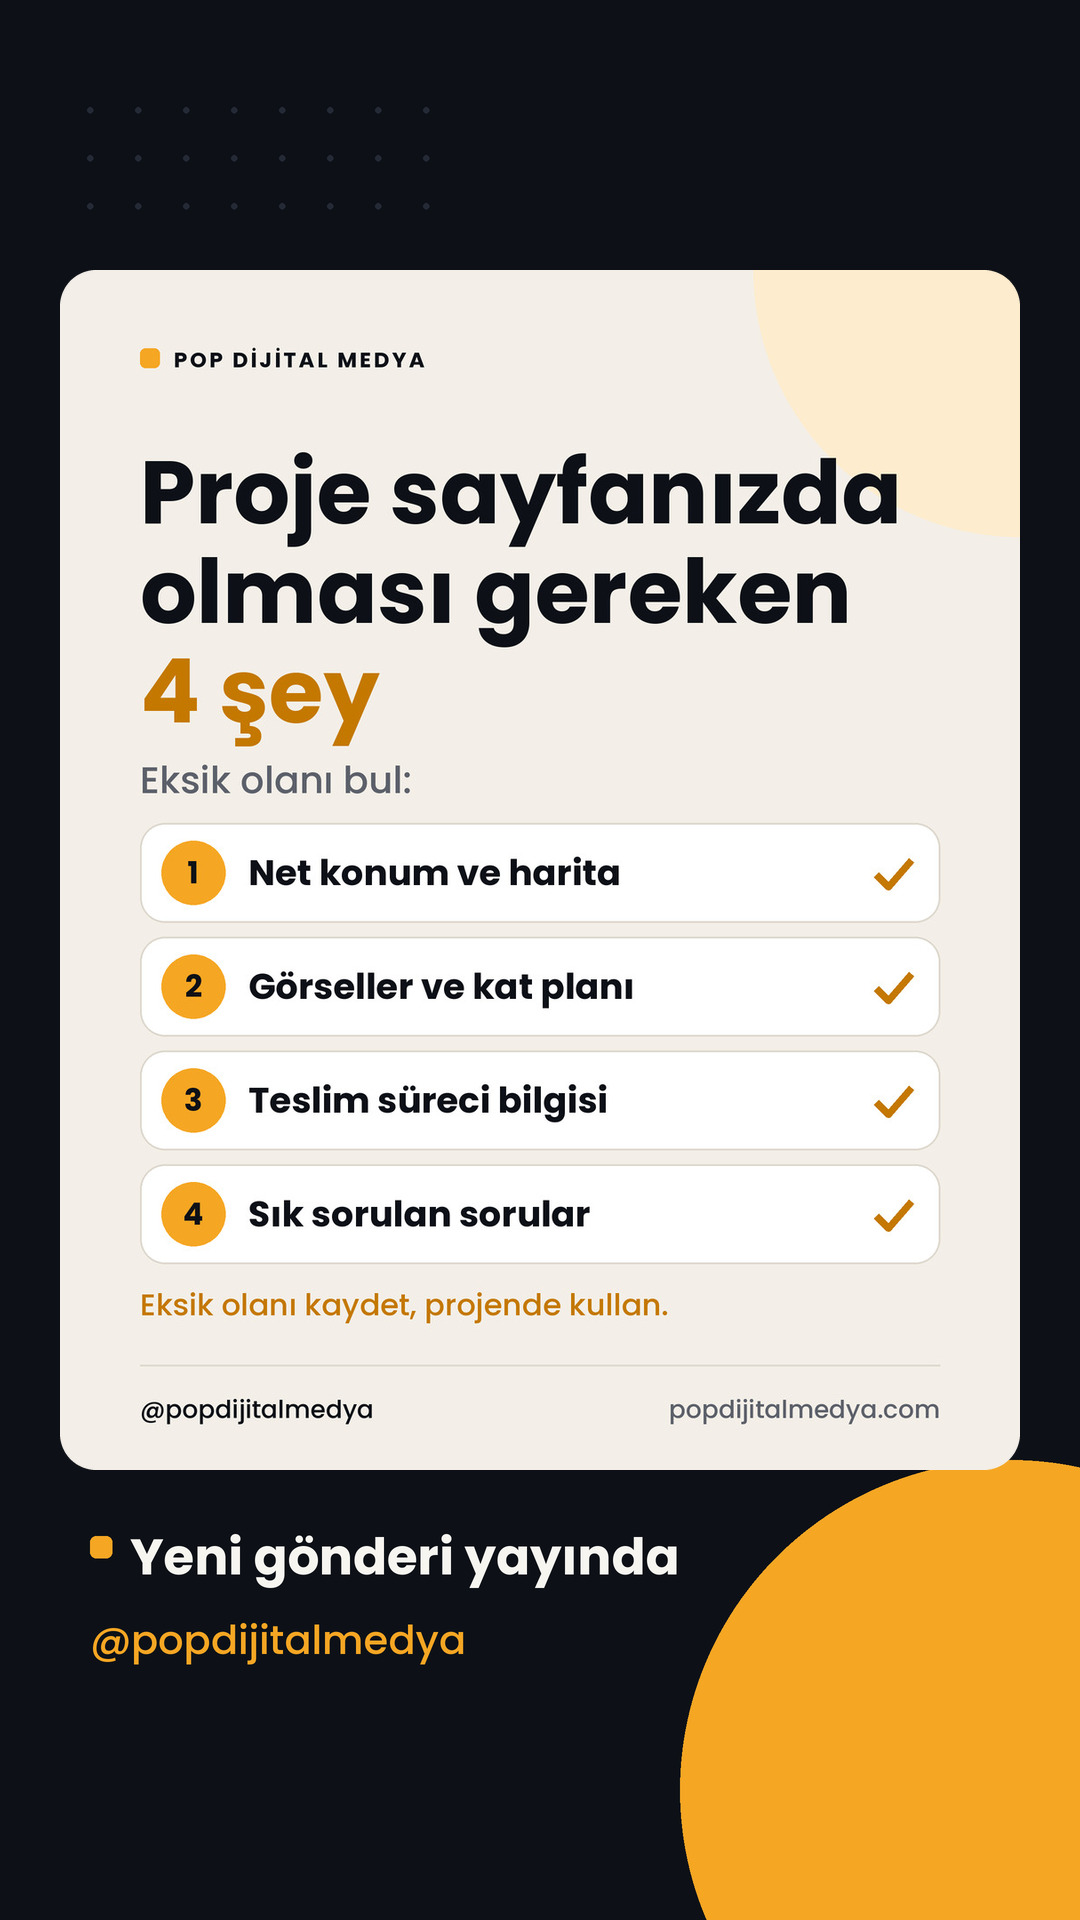 POP DİJİTAL MEDYA
Proje sayfanızda
olması gereken
4 şey
Eksik olanı bul:
1 Net konum ve harita
2 Görseller ve kat planı
3 Teslim süreci bilgisi
4 Sık sorulan sorular
Eksik olanı kaydet, projende kullan.
@popdijitalmedya popdijitalmedya.com
Yeni gönderi yayında
@popdijitalmedya